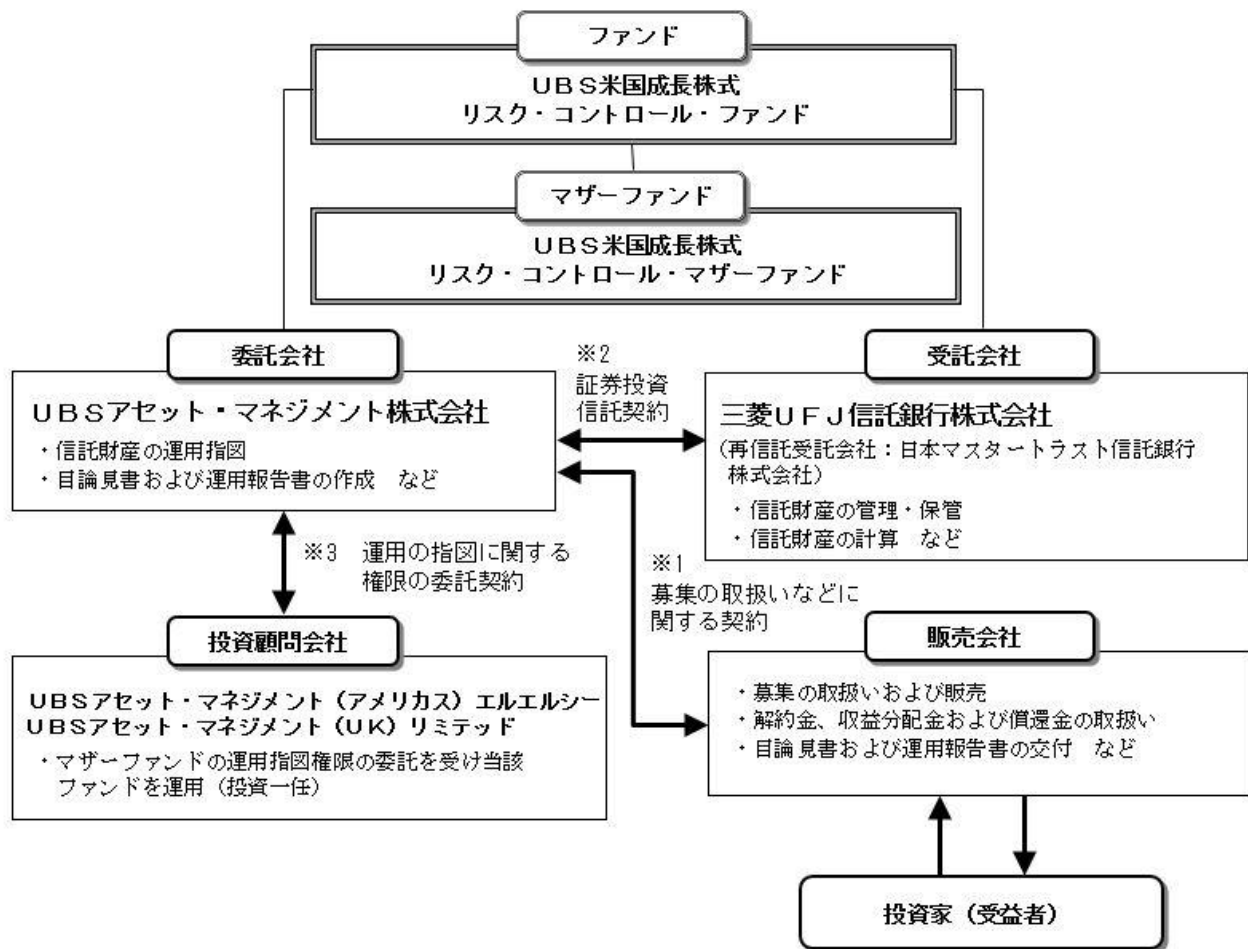 ファンド
UBS米国成長株式
リスク・コントロール・ファンド
マザーファンド
UBS米国成長株式
リスク・コントロール・マザーファンド
委託会社
UBSアセット・マネジメント株式会社
・信託財産の運用指図
・目論見書および運用報告書の作成　など
※2
証券投資
信託契約
受託会社
三菱UFJ信託銀行株式会社
(再信託受託会社：日本マスタートラスト信託銀行
株式会社)
・信託財産の管理・保管
・信託財産の計算　など
※3　運用の指図に関する
権限の委託契約
※1
募集の取扱いなどに
関する契約
投資顧問会社
UBSアセット・マネジメント（アメリカス）エルエルシー
UBSアセット・マネジメント（UK）リミテッド
・マザーファンドの運用指図権限の委託を受け当該
ファンドを運用（投資一任）
販売会社
・募集の取扱いおよび販売
・解約金、収益分配金および償還金の取扱い
・目論見書および運用報告書の交付　など
投資家（受益者）